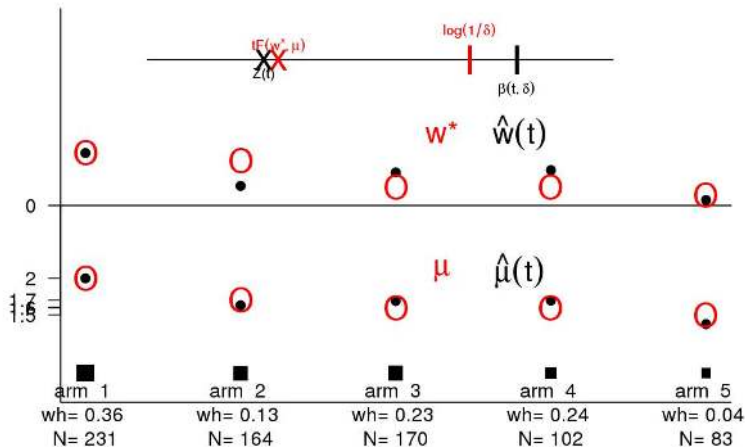 tF(w*, μ)
Z(t)
log(1/δ)
β(t, δ)
w* ŵ(t)
0
μ μ̂(t)
2
1.7
1.5
arm 1 arm 2 arm 3 arm 4 arm 5
wh= 0.36 wh= 0.13 wh= 0.23 wh= 0.24 wh= 0.04
N= 231 N= 164 N= 170 N= 102 N= 83